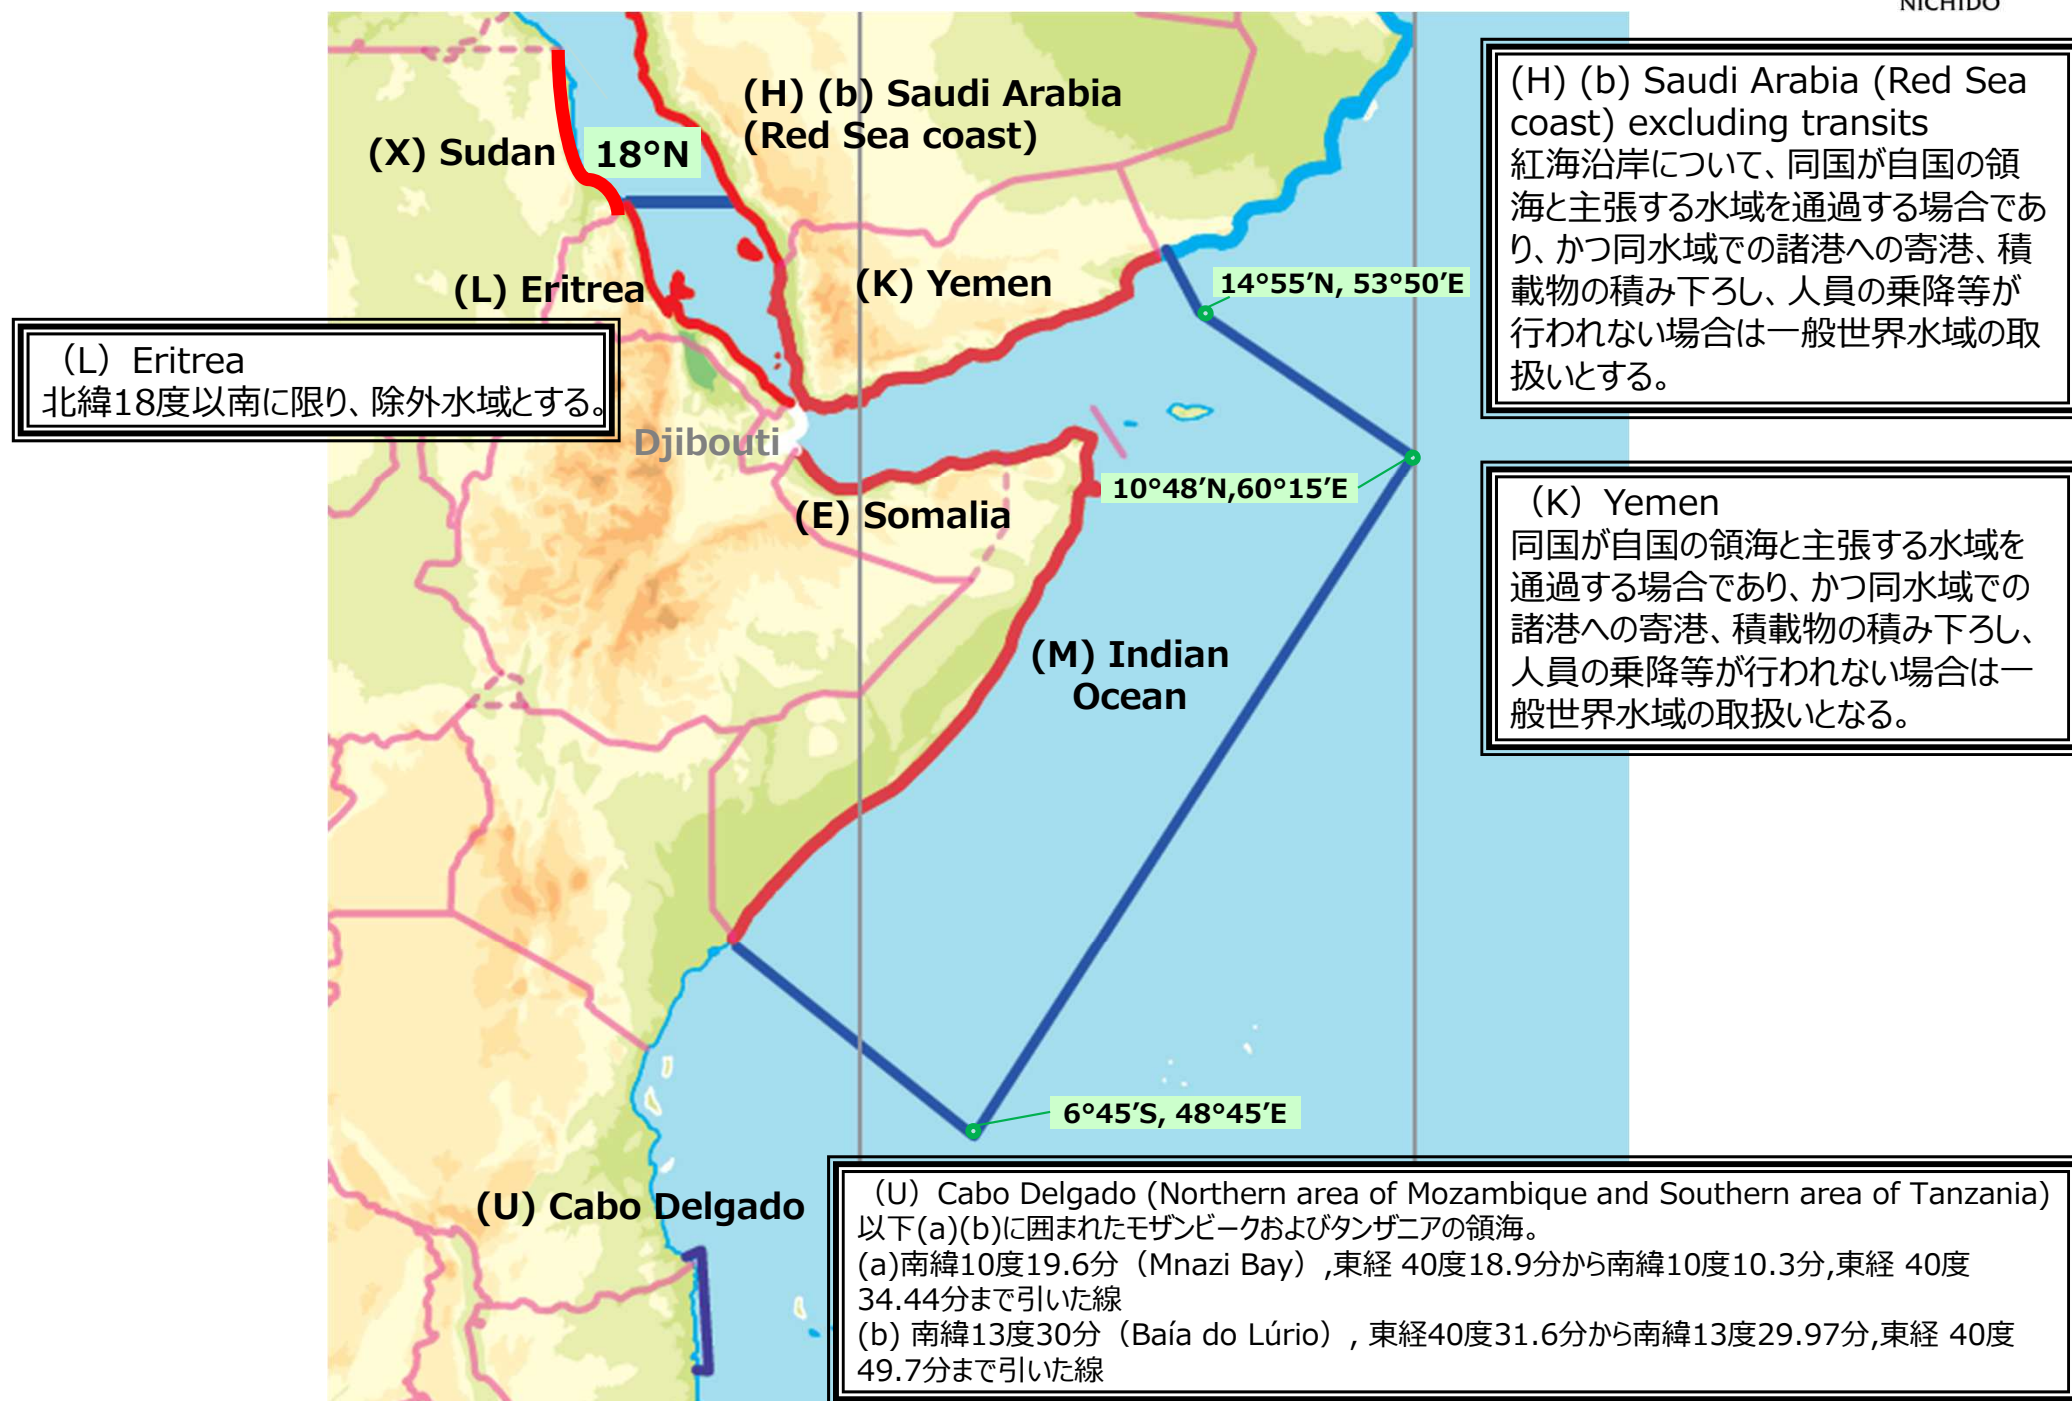 NICHIDO
(H) (b) Saudi Arabia
(Red Sea coast)
(X) Sudan
18°N
(L) Eritrea
(K) Yemen
14°55’N, 53°50’E
Djibouti
10°48’N,60°15’E
(E) Somalia
(M) Indian
Ocean
6°45’S, 48°45’E
(U) Cabo Delgado
(H) (b) Saudi Arabia (Red Sea
coast) excluding transits
紅海沿岸について、同国が自国の領
海と主張する水域を通過する場合であ
り、かつ同水域での諸港への寄港、積
載物の積み下ろし、人員の乗降等が
行われない場合は一般世界水域の取
扱いとする。
（L）Eritrea
北緯18度以南に限り、除外水域とする。
（K）Yemen
同国が自国の領海と主張する水域を
通過する場合であり、かつ同水域での
諸港への寄港、積載物の積み下ろし、
人員の乗降等が行われない場合は一
般世界水域の取扱いとなる。
（U）Cabo Delgado (Northern area of Mozambique and Southern area of Tanzania)
以下(a)(b)に囲まれたモザンビークおよびタンザニアの領海。
(a)南緯10度19.6分（Mnazi Bay）,東経 40度18.9分から南緯10度10.3分,東経 40度
34.44分まで引いた線
(b) 南緯13度30分（Baía do Lúrio）, 東経40度31.6分から南緯13度29.97分,東経 40度
49.7分まで引いた線